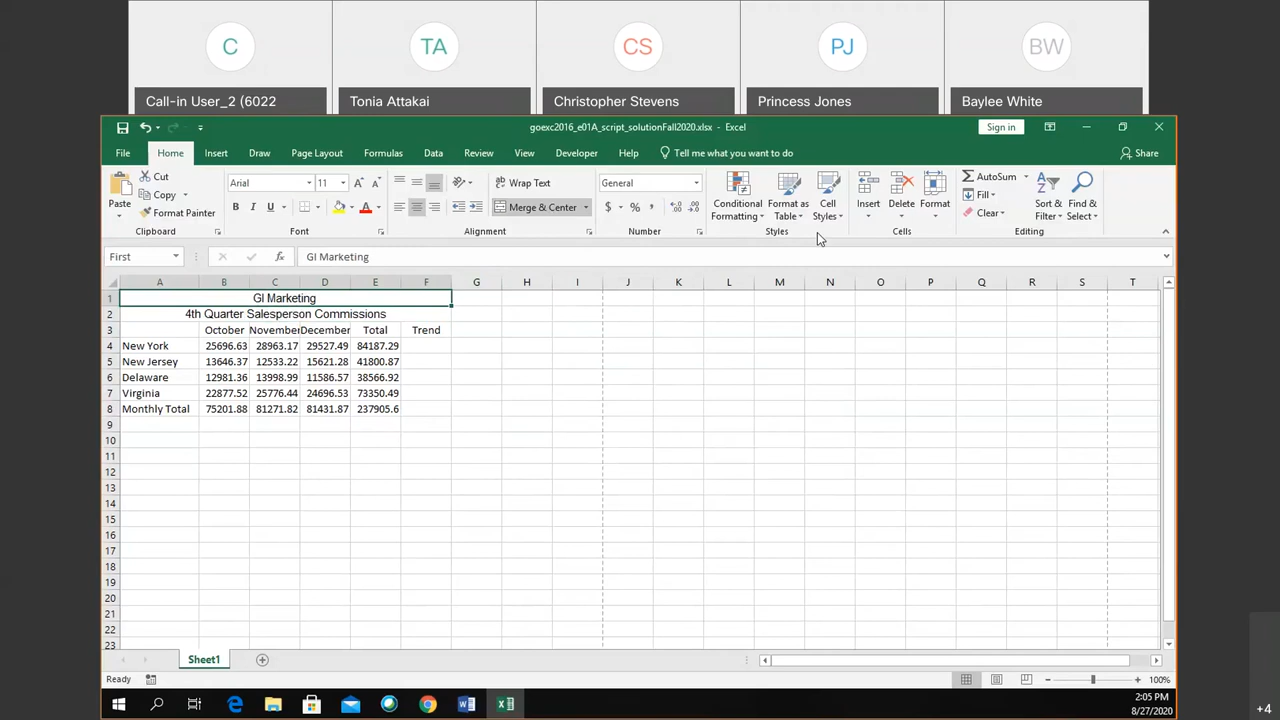 C TA CS PJ BW
Call-in User_2 (6022 Tonia Attakai Christopher Stevens Princess Jones Baylee White
goexc2016_e01A_script_solutionFall2020.xlsx - Excel Sign in
File Home Insert Draw Page Layout Formulas Data Review View Developer Help Tell me what you want to do Share
Paste Cut Copy Format Painter
Arial 11 A A B I U A
Wrap Text Merge & Center
General $ % ,
Conditional Formatting Format as Table Cell Styles
Insert Delete Format
AutoSum Fill Clear Sort & Filter Find & Select
Clipboard Font Alignment Number Styles Cells Editing
First fx GI Marketing
A B C D E F G H I J K L M N O P Q R S T
1 GI Marketing
2 4th Quarter Salesperson Commissions
3 October November December Total Trend
4 New York 25696.63 28963.17 29527.49 84187.29
5 New Jersey 13646.37 12533.22 15621.28 41800.87
6 Delaware 12981.36 13998.99 11586.57 38566.92
7 Virginia 22877.52 25776.44 24696.53 73350.49
8 Monthly Total 75201.88 81271.82 81431.87 237905.6
9
10
11
12
13
14
15
16
17
18
19
20
21
22
23
Sheet1
Ready 100%
2:05 PM
8/27/2020
+4